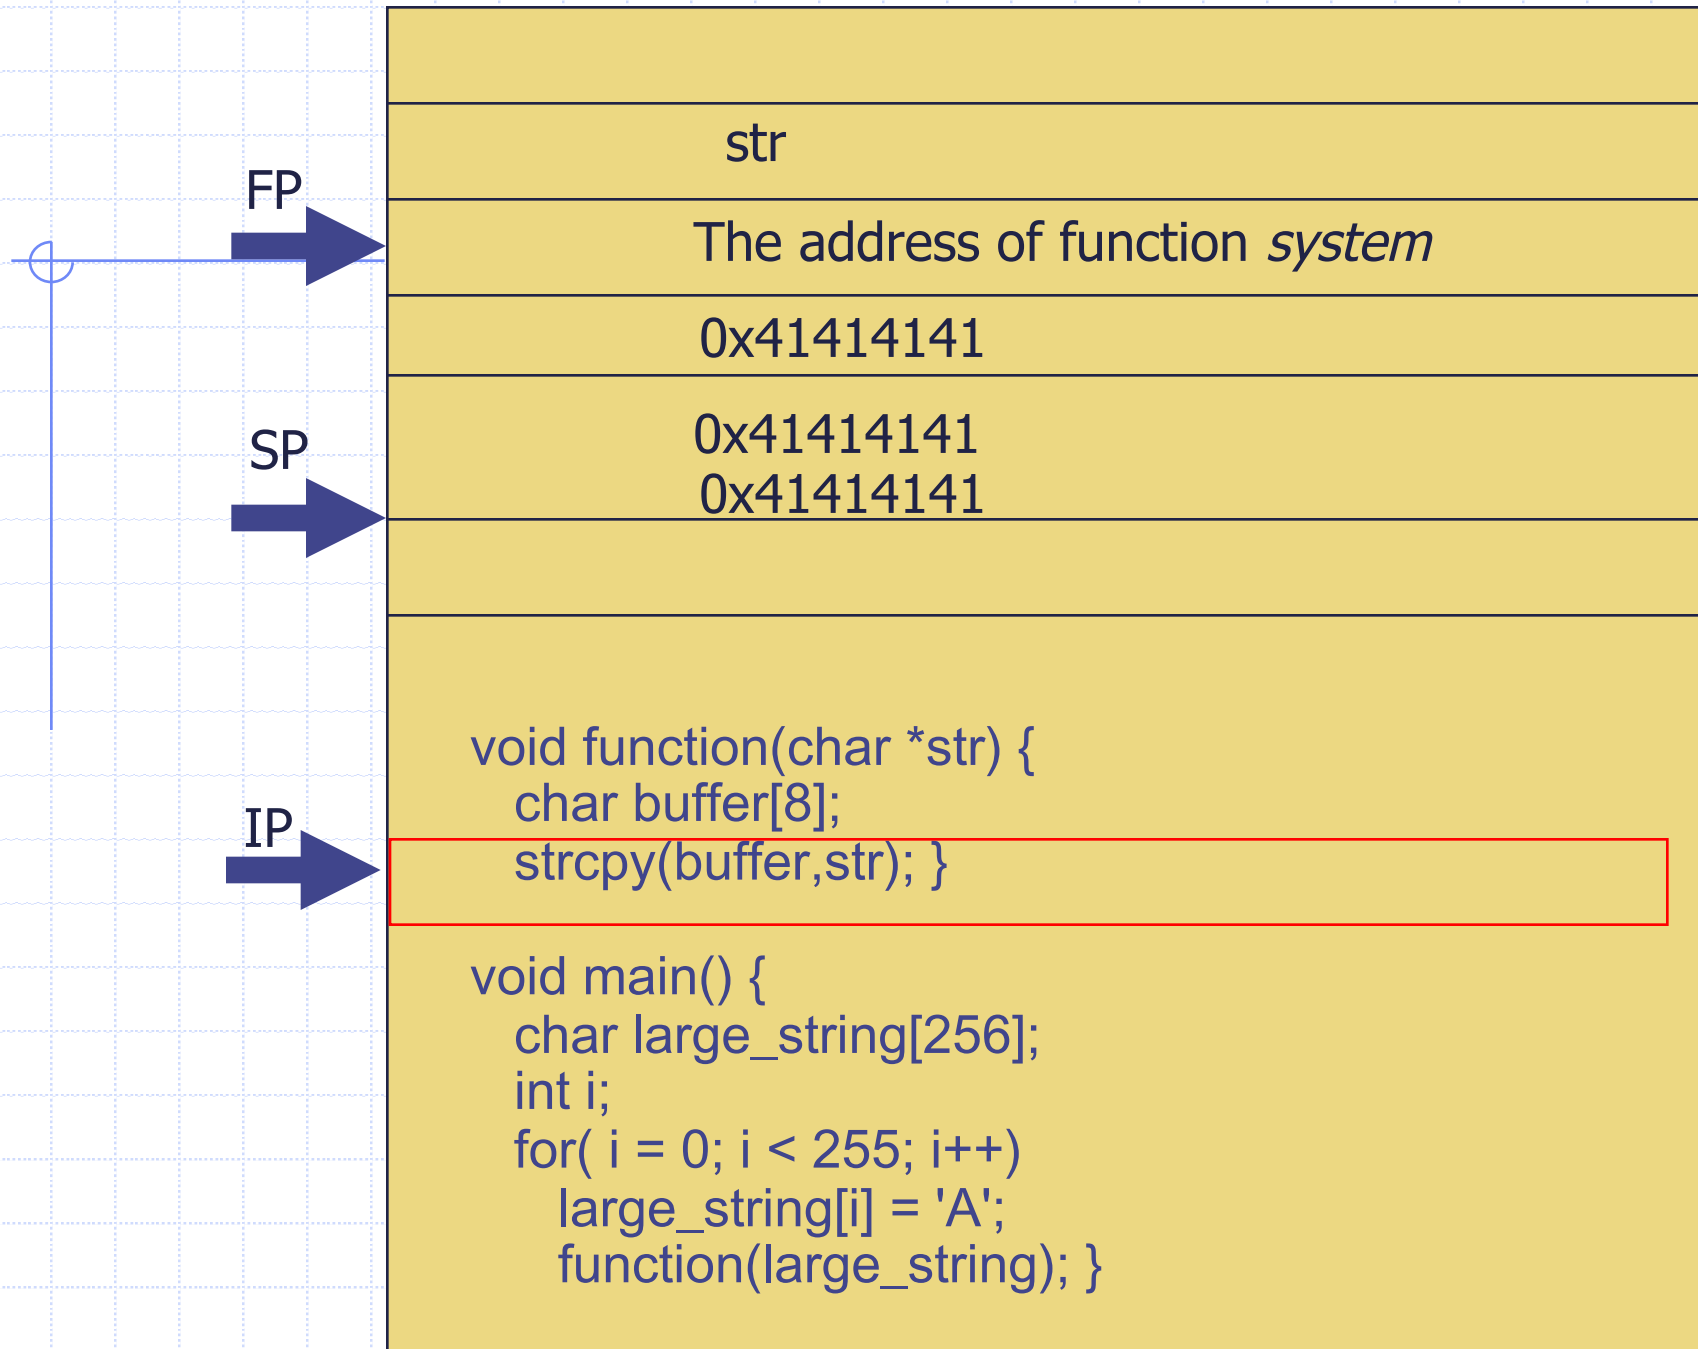 str
FP
The address of function system
0x41414141
SP
0x41414141
0x41414141
void function(char *str) {
char buffer[8];
IP
strcpy(buffer,str); }
void main() {
char large_string[256];
int i;
for( i = 0; i < 255; i++)
large_string[i] = 'A';
function(large_string); }